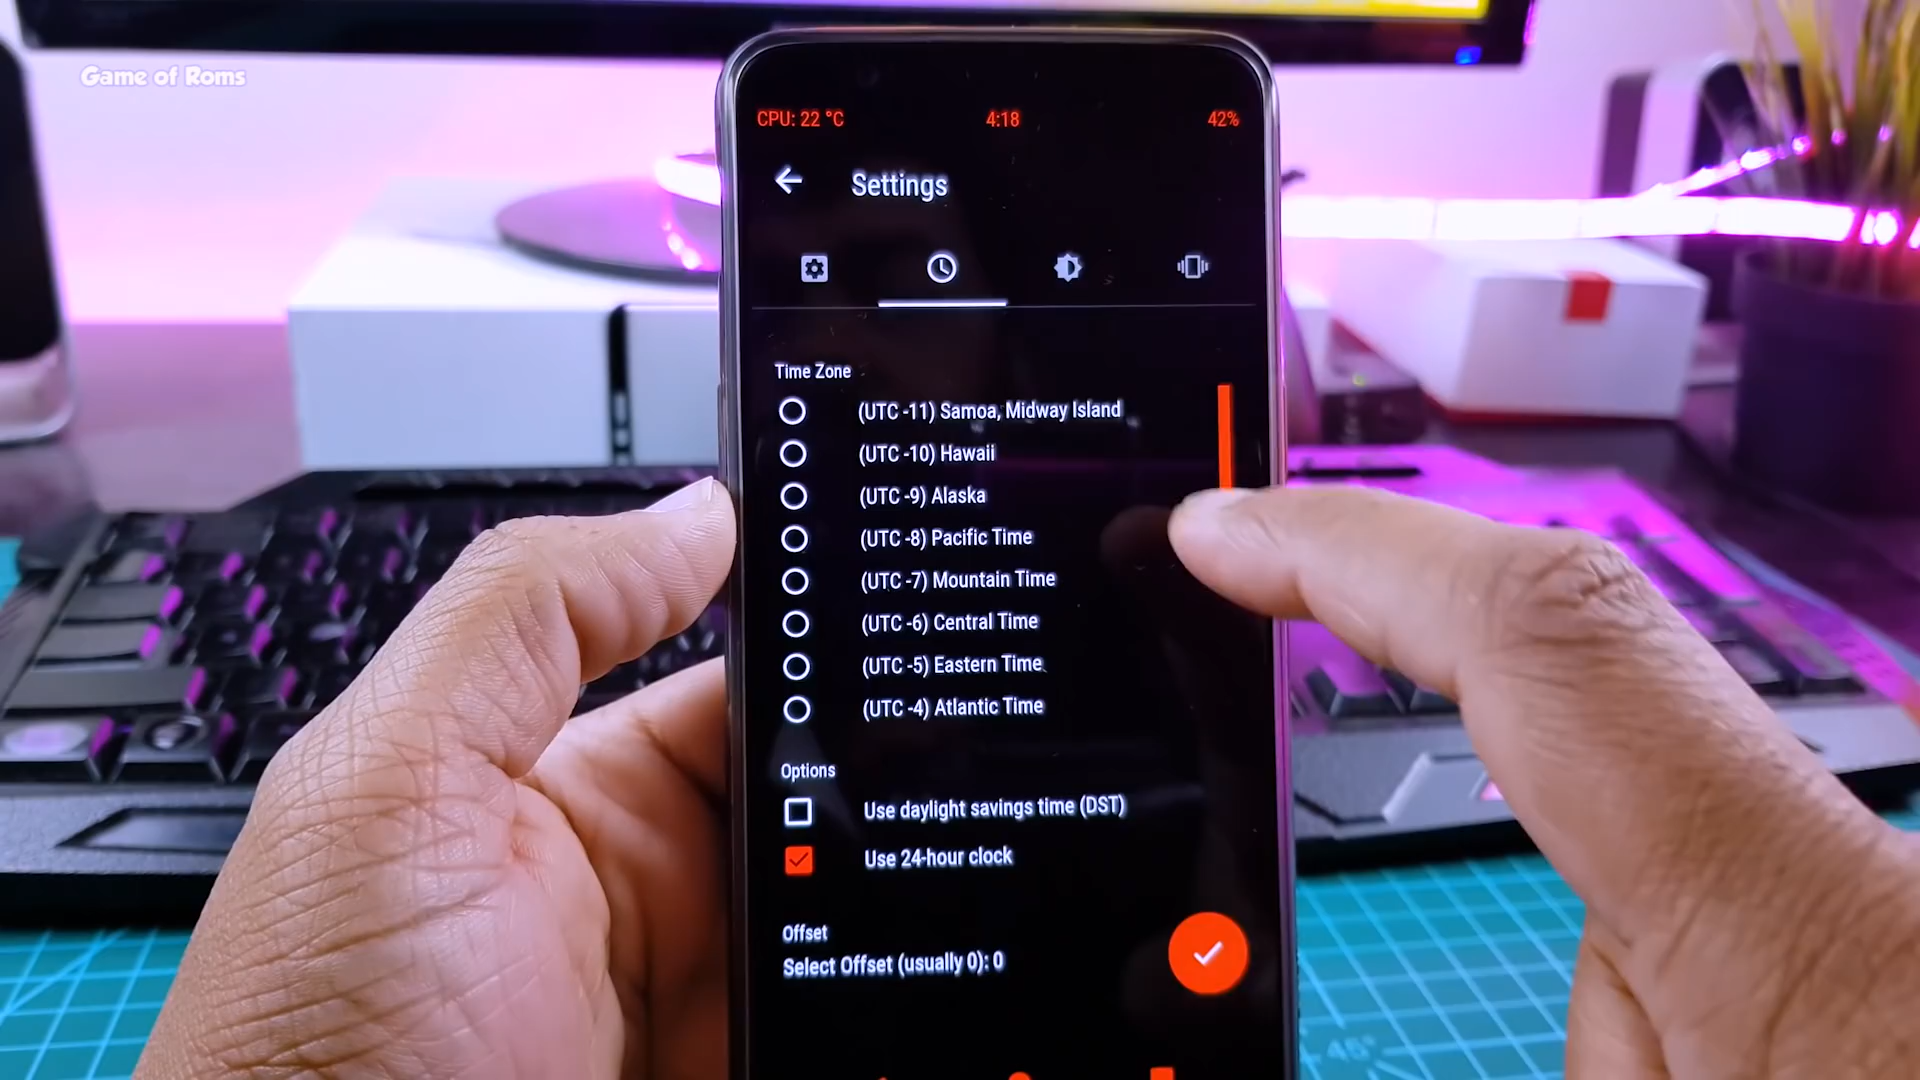 Game of Roms
CPU: 22 °C 4:18 42%
Settings
Time Zone
(UTC -11) Samoa, Midway Island
(UTC -10) Hawaii
(UTC -9) Alaska
(UTC -8) Pacific Time
(UTC -7) Mountain Time
(UTC -6) Central Time
(UTC -5) Eastern Time
(UTC -4) Atlantic Time
Options
Use daylight savings time (DST)
Use 24-hour clock
Offset
Select Offset (usually 0): 0
45°